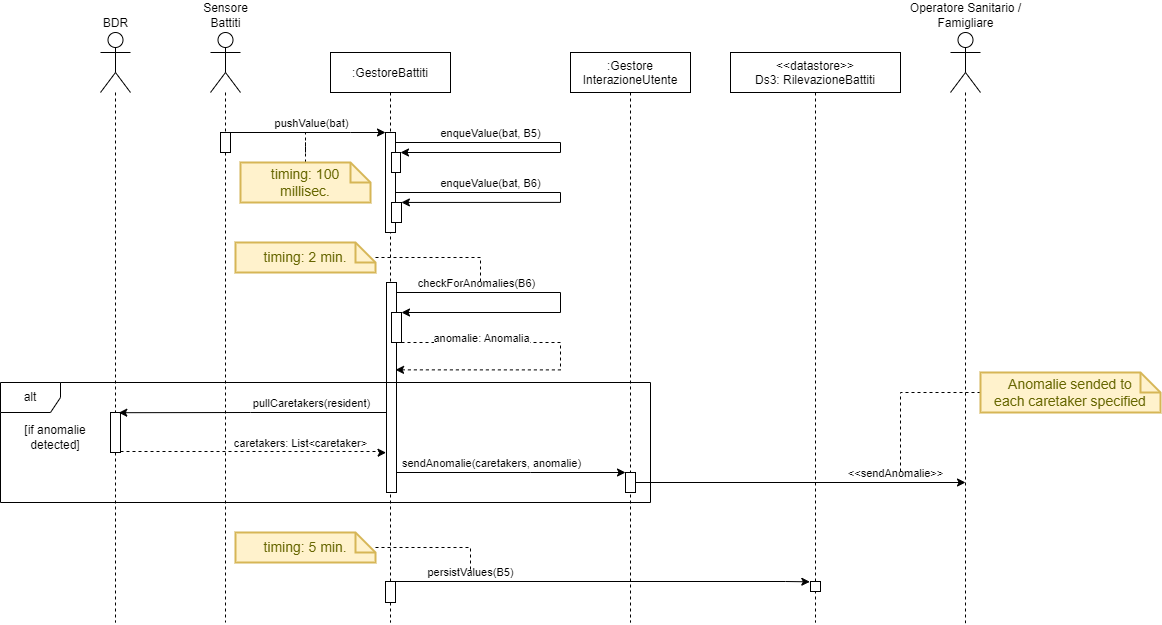 BDR
Sensore
Battiti
Operatore Sanitario /
Famigliare
:GestoreBattiti
:Gestore
InterazioneUtente
<<datastore>>
Ds3: RilevazioneBattiti
pushValue(bat)
enqueValue(bat, B5)
timing: 100
millisec.
enqueValue(bat, B6)
timing: 2 min.
checkForAnomalies(B6)
anomalie: Anomalia
alt
[if anomalie
detected]
pullCaretakers(resident)
Anomalie sended to
each caretaker specified
caretakers: List<caretaker>
sendAnomalie(caretakers, anomalie)
<<sendAnomalie>>
timing: 5 min.
persistValues(B5)